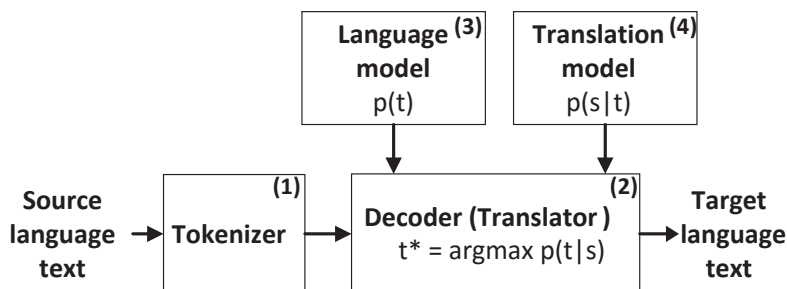 Language (3)
model
p(t)
Translation (4)
model
p(s|t)
Source
language
text
(1)
Tokenizer
(2)
Decoder (Translator )
t* = argmax p(t|s)
Target
language
text